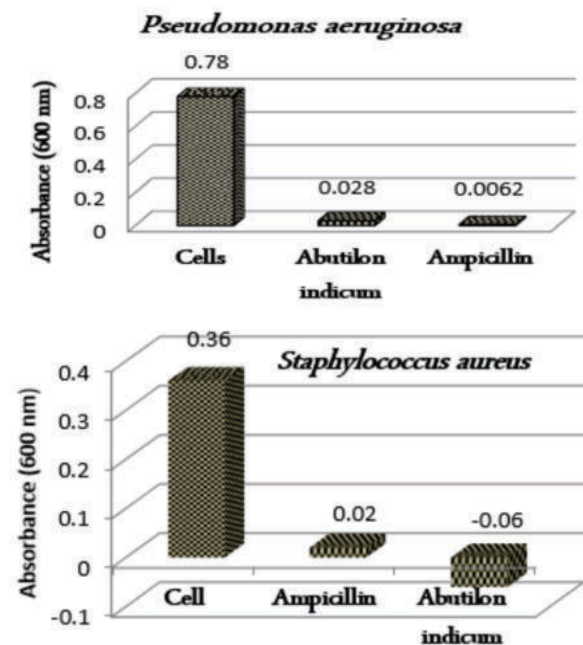 Pseudomonas aeruginosa
Absorbance (600 nm)
0.8
0.6
0.4
0.2
0
0.78
0.028
0.0062
Cells
Abutilon
indicum
Ampicillin
Staphylococcus aureus
Absorbance (600 nm)
0.4
0.3
0.2
0.1
0
-0.1
0.36
0.02
-0.06
Cell
Ampicillin
Abutilon
indicum